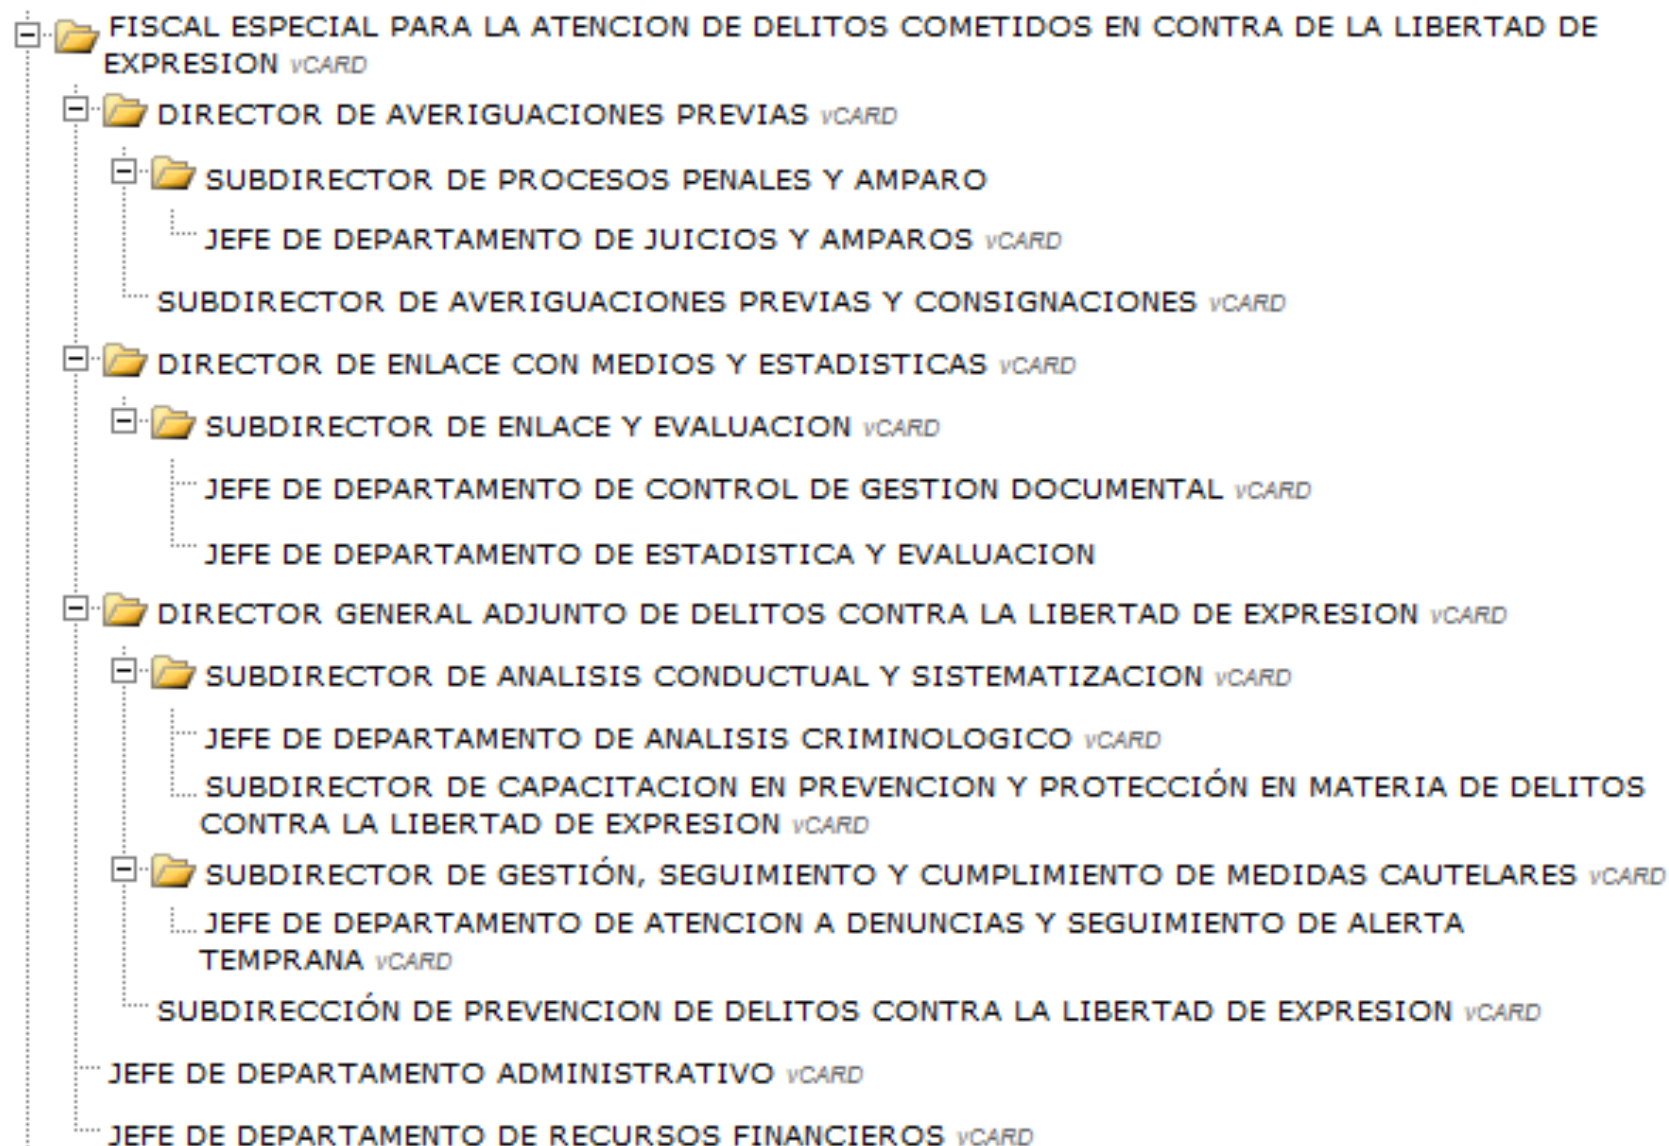 FISCAL ESPECIAL PARA LA ATENCION DE DELITOS COMETIDOS EN CONTRA DE LA LIBERTAD DE
EXPRESION vCARD
DIRECTOR DE AVERIGUACIONES PREVIAS vCARD
SUBDIRECTOR DE PROCESOS PENALES Y AMPARO
JEFE DE DEPARTAMENTO DE JUICIOS Y AMPAROS vCARD
SUBDIRECTOR DE AVERIGUACIONES PREVIAS Y CONSIGNACIONES vCARD
DIRECTOR DE ENLACE CON MEDIOS Y ESTADISTICAS vCARD
SUBDIRECTOR DE ENLACE Y EVALUACION vCARD
JEFE DE DEPARTAMENTO DE CONTROL DE GESTION DOCUMENTAL vCARD
JEFE DE DEPARTAMENTO DE ESTADISTICA Y EVALUACION
DIRECTOR GENERAL ADJUNTO DE DELITOS CONTRA LA LIBERTAD DE EXPRESION vCARD
SUBDIRECTOR DE ANALISIS CONDUCTUAL Y SISTEMATIZACION vCARD
JEFE DE DEPARTAMENTO DE ANALISIS CRIMINOLOGICO vCARD
SUBDIRECTOR DE CAPACITACION EN PREVENCION Y PROTECCIÓN EN MATERIA DE DELITOS
CONTRA LA LIBERTAD DE EXPRESION vCARD
SUBDIRECTOR DE GESTIÓN, SEGUIMIENTO Y CUMPLIMIENTO DE MEDIDAS CAUTELARES vCARD
JEFE DE DEPARTAMENTO DE ATENCION A DENUNCIAS Y SEGUIMIENTO DE ALERTA
TEMPRANA vCARD
SUBDIRECCIÓN DE PREVENCION DE DELITOS CONTRA LA LIBERTAD DE EXPRESION vCARD
JEFE DE DEPARTAMENTO ADMINISTRATIVO vCARD
JEFE DE DEPARTAMENTO DE RECURSOS FINANCIEROS vCARD